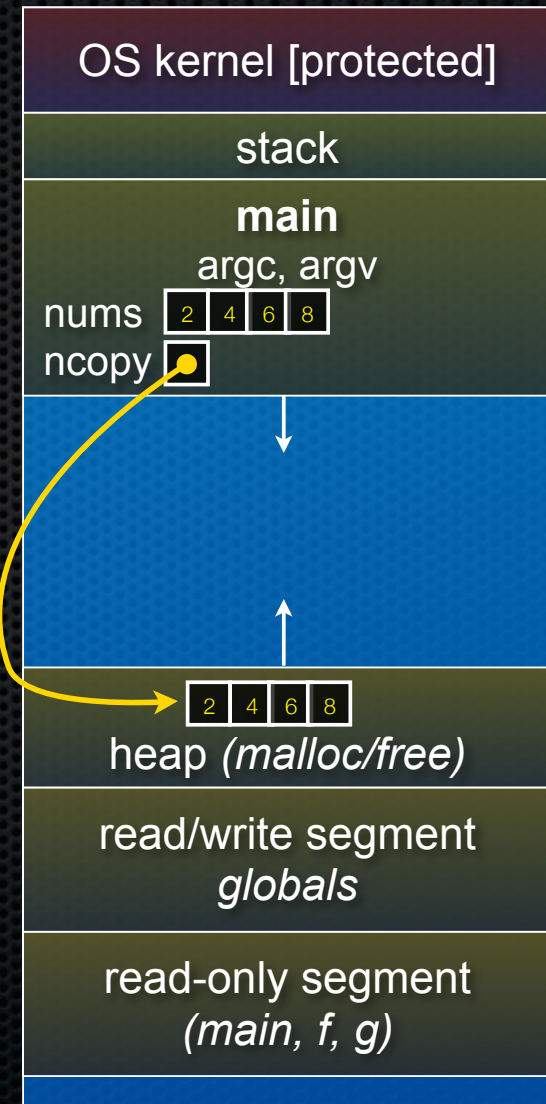 OS kernel [protected]
stack
main
argc, argv
nums 2 4 6 8
ncopy
2 4 6 8
heap (malloc/free)
read/write segment
globals
read-only segment
(main, f, g)